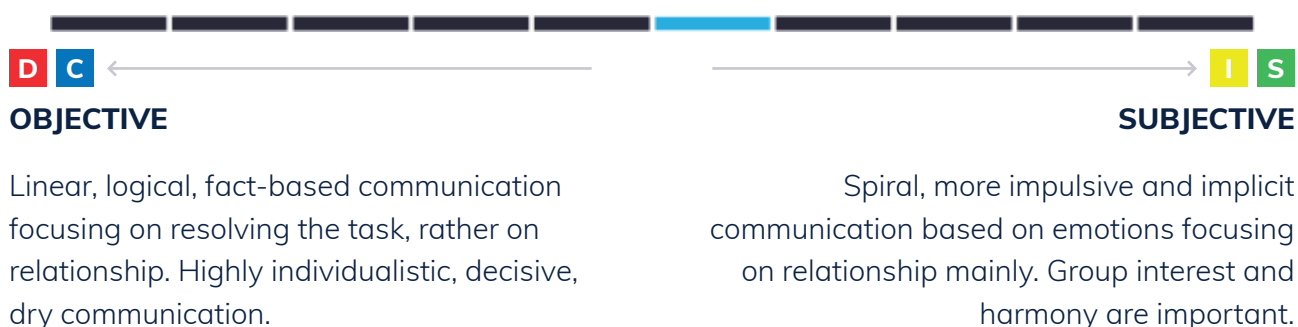 D C
I S
OBJECTIVE
SUBJECTIVE
Linear, logical, fact-based communication
focusing on resolving the task, rather on
relationship. Highly individualistic, decisive,
dry communication.
Spiral, more impulsive and implicit
communication based on emotions focusing
on relationship mainly. Group interest and
harmony are important.